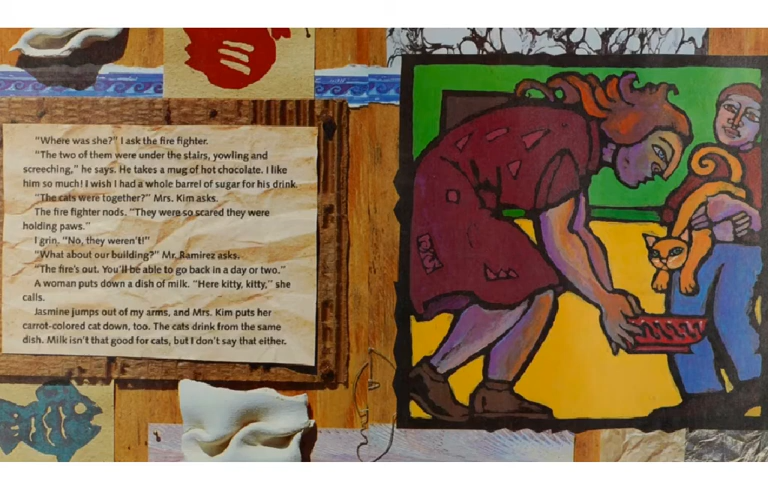 "Where was she?" I ask the fire fighter.
"The two of them were under the stairs, yowling and
screeching," he says. He takes a mug of hot chocolate. I like
him so much! I wish I had a whole barrel of sugar for his drink.
"The cats were together?" Mrs. Kim asks.
The fire fighter nods. "They were so scared they were
holding paws."
I grin. "No, they weren't!"
"What about our building?" Mr. Ramirez asks.
"The fire's out. You'll be able to go back in a day or two."
A woman puts down a dish of milk. "Here kitty, kitty," she
calls.
Jasmine jumps out of my arms, and Mrs. Kim puts her
carrot-colored cat down, too. The cats drink from the same
dish. Milk isn't that good for cats, but I don't say that either.